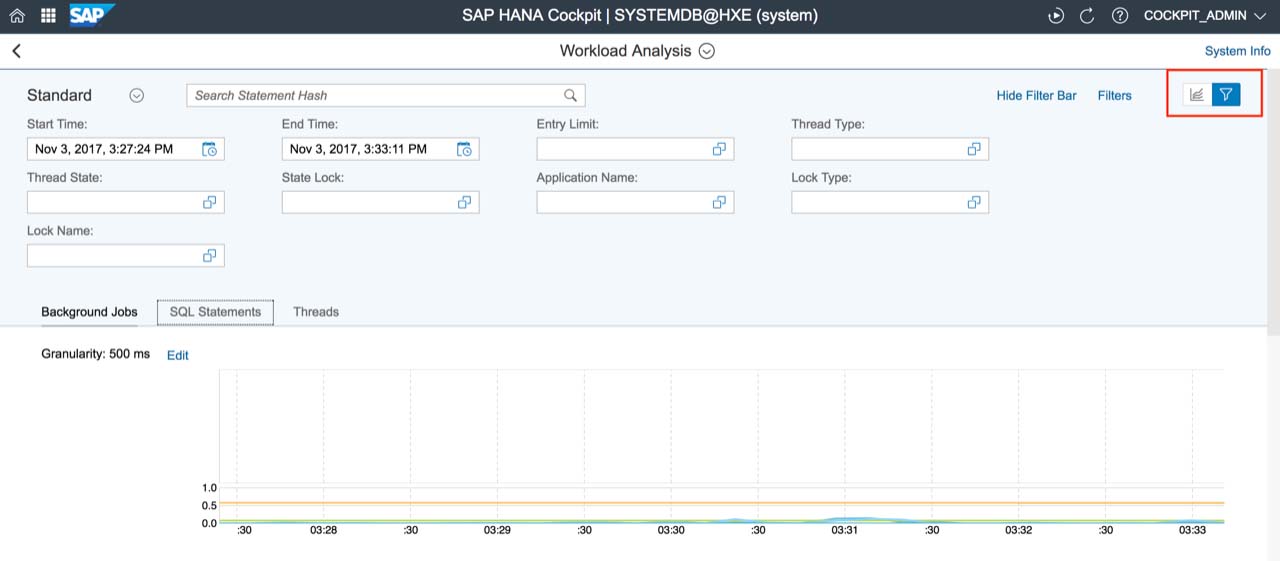 SAP SAP HANA Cockpit | SYSTEMDB@HXE (system) COCKPIT_ADMIN
Workload Analysis System Info
Standard Search Statement Hash Hide Filter Bar Filters
Start Time: End Time: Entry Limit: Thread Type:
Nov 3, 2017, 3:27:24 PM Nov 3, 2017, 3:33:11 PM
Thread State: State Lock: Application Name: Lock Type:
Lock Name:
Background Jobs SQL Statements Threads
Granularity: 500 ms Edit
1.0
0.5
0.0
:30 03:28 :30 03:29 :30 03:30 :30 03:31 :30 03:32 :30 03:33